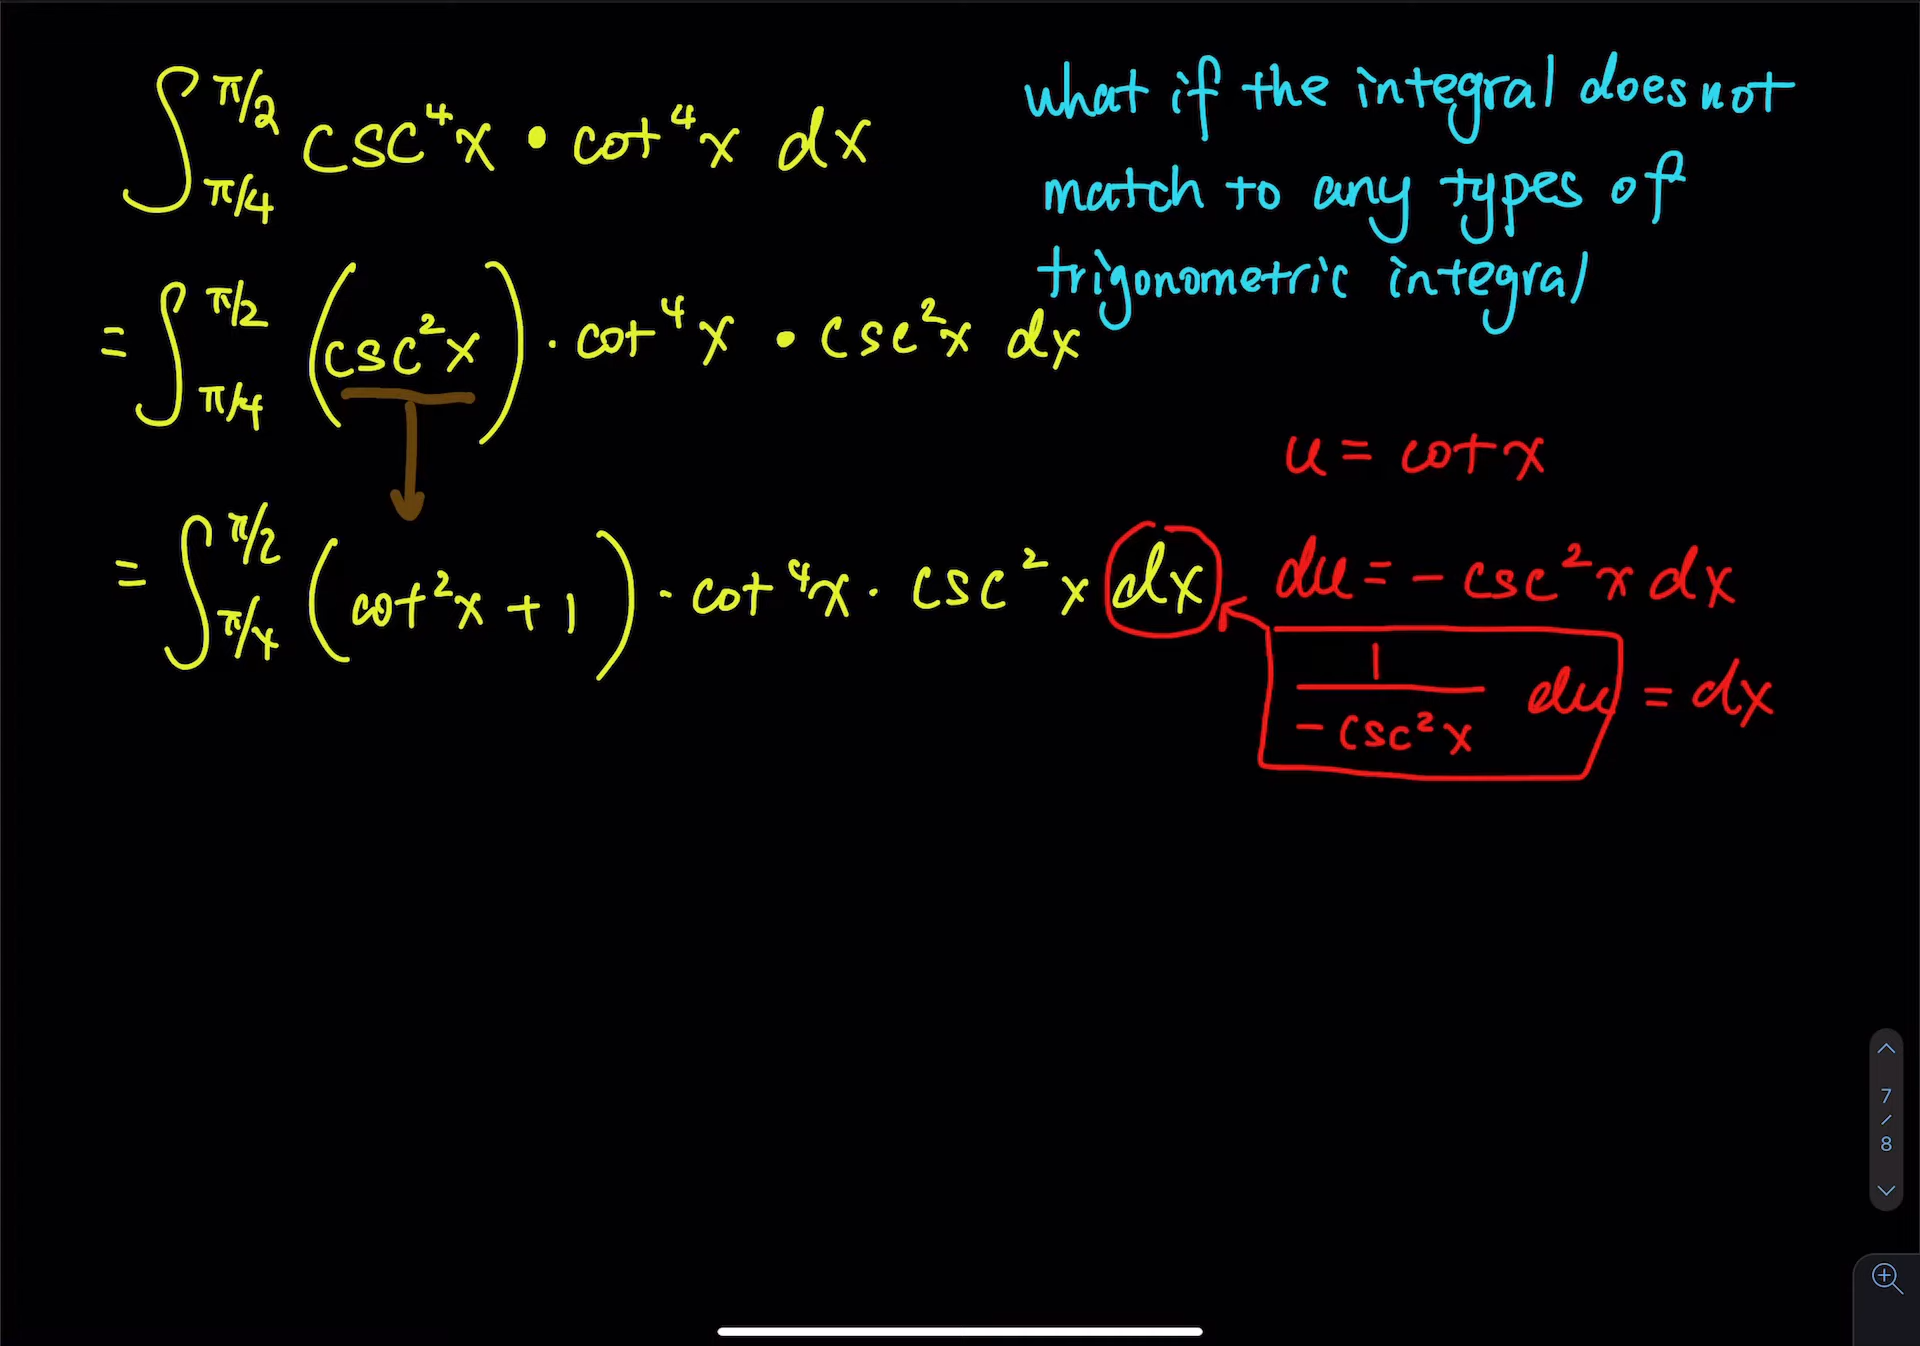 ∫_{π/4}^{π/2} csc⁴x • cot⁴x dx
what if the integral does not
match to any types of
trigonometric integral
= ∫_{π/4}^{π/2} (csc²x) · cot⁴x • csc²x dx
u = cot x
= ∫_{π/4}^{π/2} (cot²x + 1) · cot⁴x · csc²x dx
du = - csc²x dx
1/(-csc²x) du = dx
7
/
8